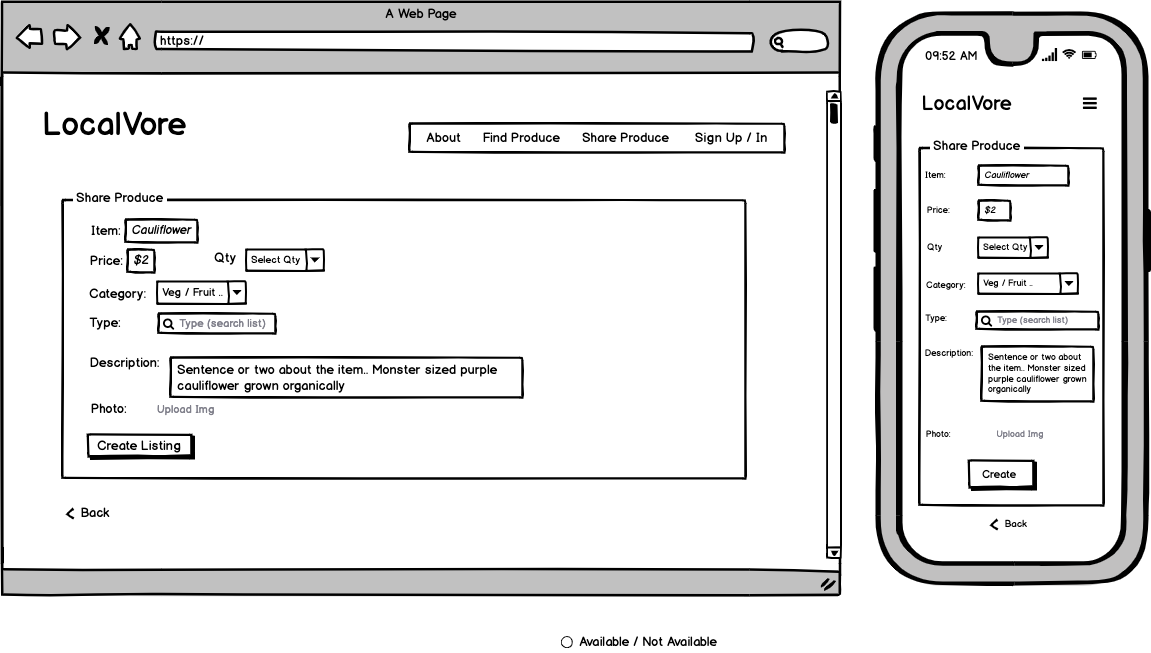 A Web Page
https://
LocalVore
About Find Produce Share Produce Sign Up / In
Share Produce
Item: Cauliflower
Price: $2 Qty Select Qty
Category: Veg / Fruit ..
Type: Type (search list)
Description: Sentence or two about the item.. Monster sized purple
cauliflower grown organically
Photo: Upload Img
Create Listing
Back
09:52 AM
LocalVore
Share Produce
Item: Cauliflower
Price: $2
Qty Select Qty
Category: Veg / Fruit ..
Type: Type (search list)
Description: Sentence or two about
the item.. Monster sized
purple cauliflower grown
organically
Photo: Upload Img
Create
Back
Available / Not Available